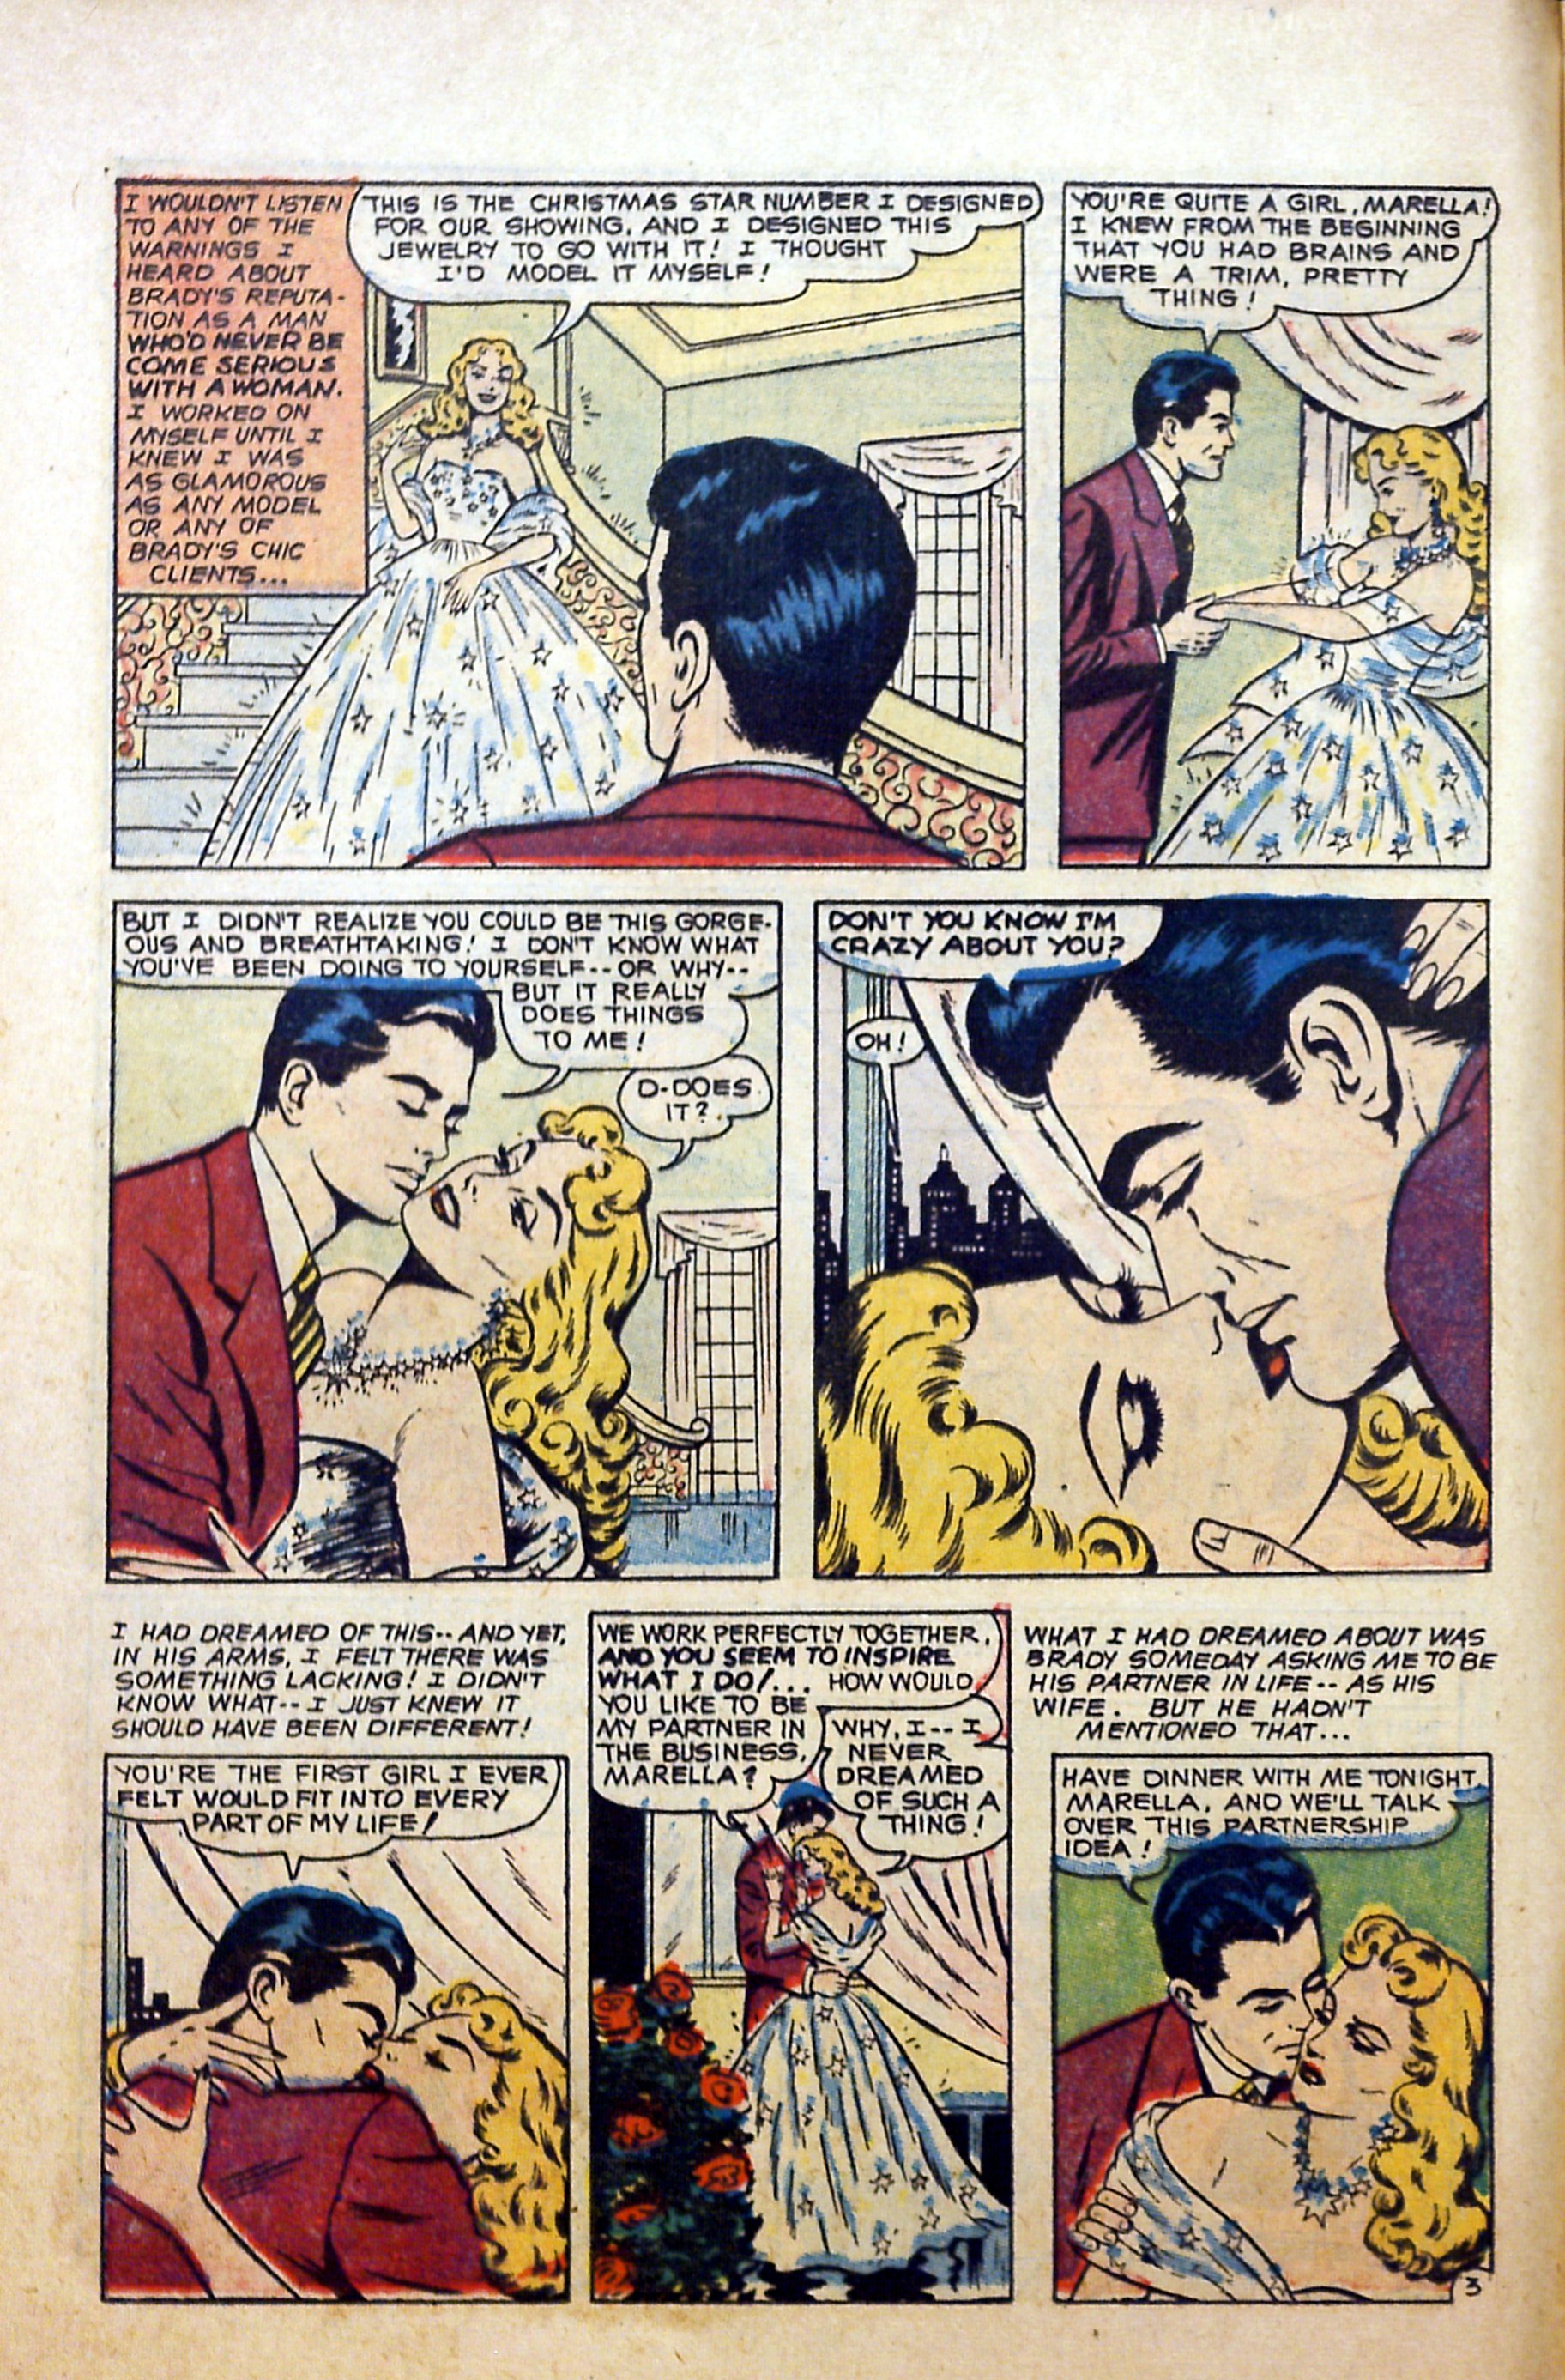 I WOULDN'T LISTEN
TO ANY OF THE
WARNINGS I
HEARD ABOUT
BRADY'S REPUTA-
TION AS A MAN
WHO'D NEVER BE
COME SERIOUS
WITH A WOMAN.
I WORKED ON
MYSELF UNTIL I
KNEW I WAS
AS GLAMOROUS
AS ANY MODEL
OR ANY OF
BRADY'S CHIC
CLIENTS...
THIS IS THE CHRISTMAS STAR NUMBER I DESIGNED
FOR OUR SHOWING, AND I DESIGNED THIS
JEWELRY TO GO WITH IT! I THOUGHT
I'D MODEL IT MYSELF!
YOU'RE QUITE A GIRL, MARELLA!
I KNEW FROM THE BEGINNING
THAT YOU HAD BRAINS AND
WERE A TRIM, PRETTY
THING!
BUT I DIDN'T REALIZE YOU COULD BE THIS GORGE-
OUS AND BREATHTAKING! I DON'T KNOW WHAT
YOU'VE BEEN DOING TO YOURSELF--OR WHY--
BUT IT REALLY
DOES THINGS
TO ME!
D-DOES
IT?
DON'T YOU KNOW I'M
CRAZY ABOUT YOU?
OH!
I HAD DREAMED OF THIS--AND YET,
IN HIS ARMS, I FELT THERE WAS
SOMETHING LACKING! I DIDN'T
KNOW WHAT--I JUST KNEW IT
SHOULD HAVE BEEN DIFFERENT!
YOU'RE THE FIRST GIRL I EVER
FELT WOULD FIT INTO EVERY
PART OF MY LIFE!
WE WORK PERFECTLY TOGETHER,
AND YOU SEEM TO INSPIRE
WHAT I DO!... HOW WOULD
YOU LIKE TO BE
MY PARTNER IN
THE BUSINESS,
MARELLA?
WHY, I--I
NEVER
DREAMED
OF SUCH A
THING!
WHAT I HAD DREAMED ABOUT WAS
BRADY SOMEDAY ASKING ME TO BE
HIS PARTNER IN LIFE--AS HIS
WIFE. BUT HE HADN'T
MENTIONED THAT...
HAVE DINNER WITH ME TONIGHT,
MARELLA, AND WE'LL TALK
OVER THIS PARTNERSHIP
IDEA!
3